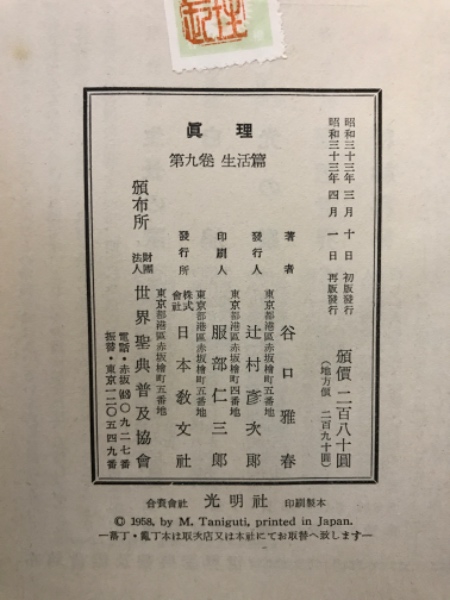 眞理
第九卷 生活篇
昭和三十三年三月十日 初版發行
昭和三十三年四月一日 再版發行
頒價 二百八十圓
(地方價 二百九十圓)
著者 谷口雅春
東京都港區赤坂檜町五番地
發行人 辻村彥次郎
東京都港區赤坂檜町四番地
印刷人 服部仁三郎
東京都港區赤坂檜町五番地
發行所 株式會社 日本敎文社
東京都港區赤坂檜町五番地
頒布所 財團法人 世界聖典普及協會
電話・赤坂(48)〇九二七番
振替・東京一二〇五四九番
合資會社 光明社 印刷製本
© 1958, by M. Taniguti, printed in Japan.
—落丁・亂丁本は取次店又は本社にてお取替へ致します—